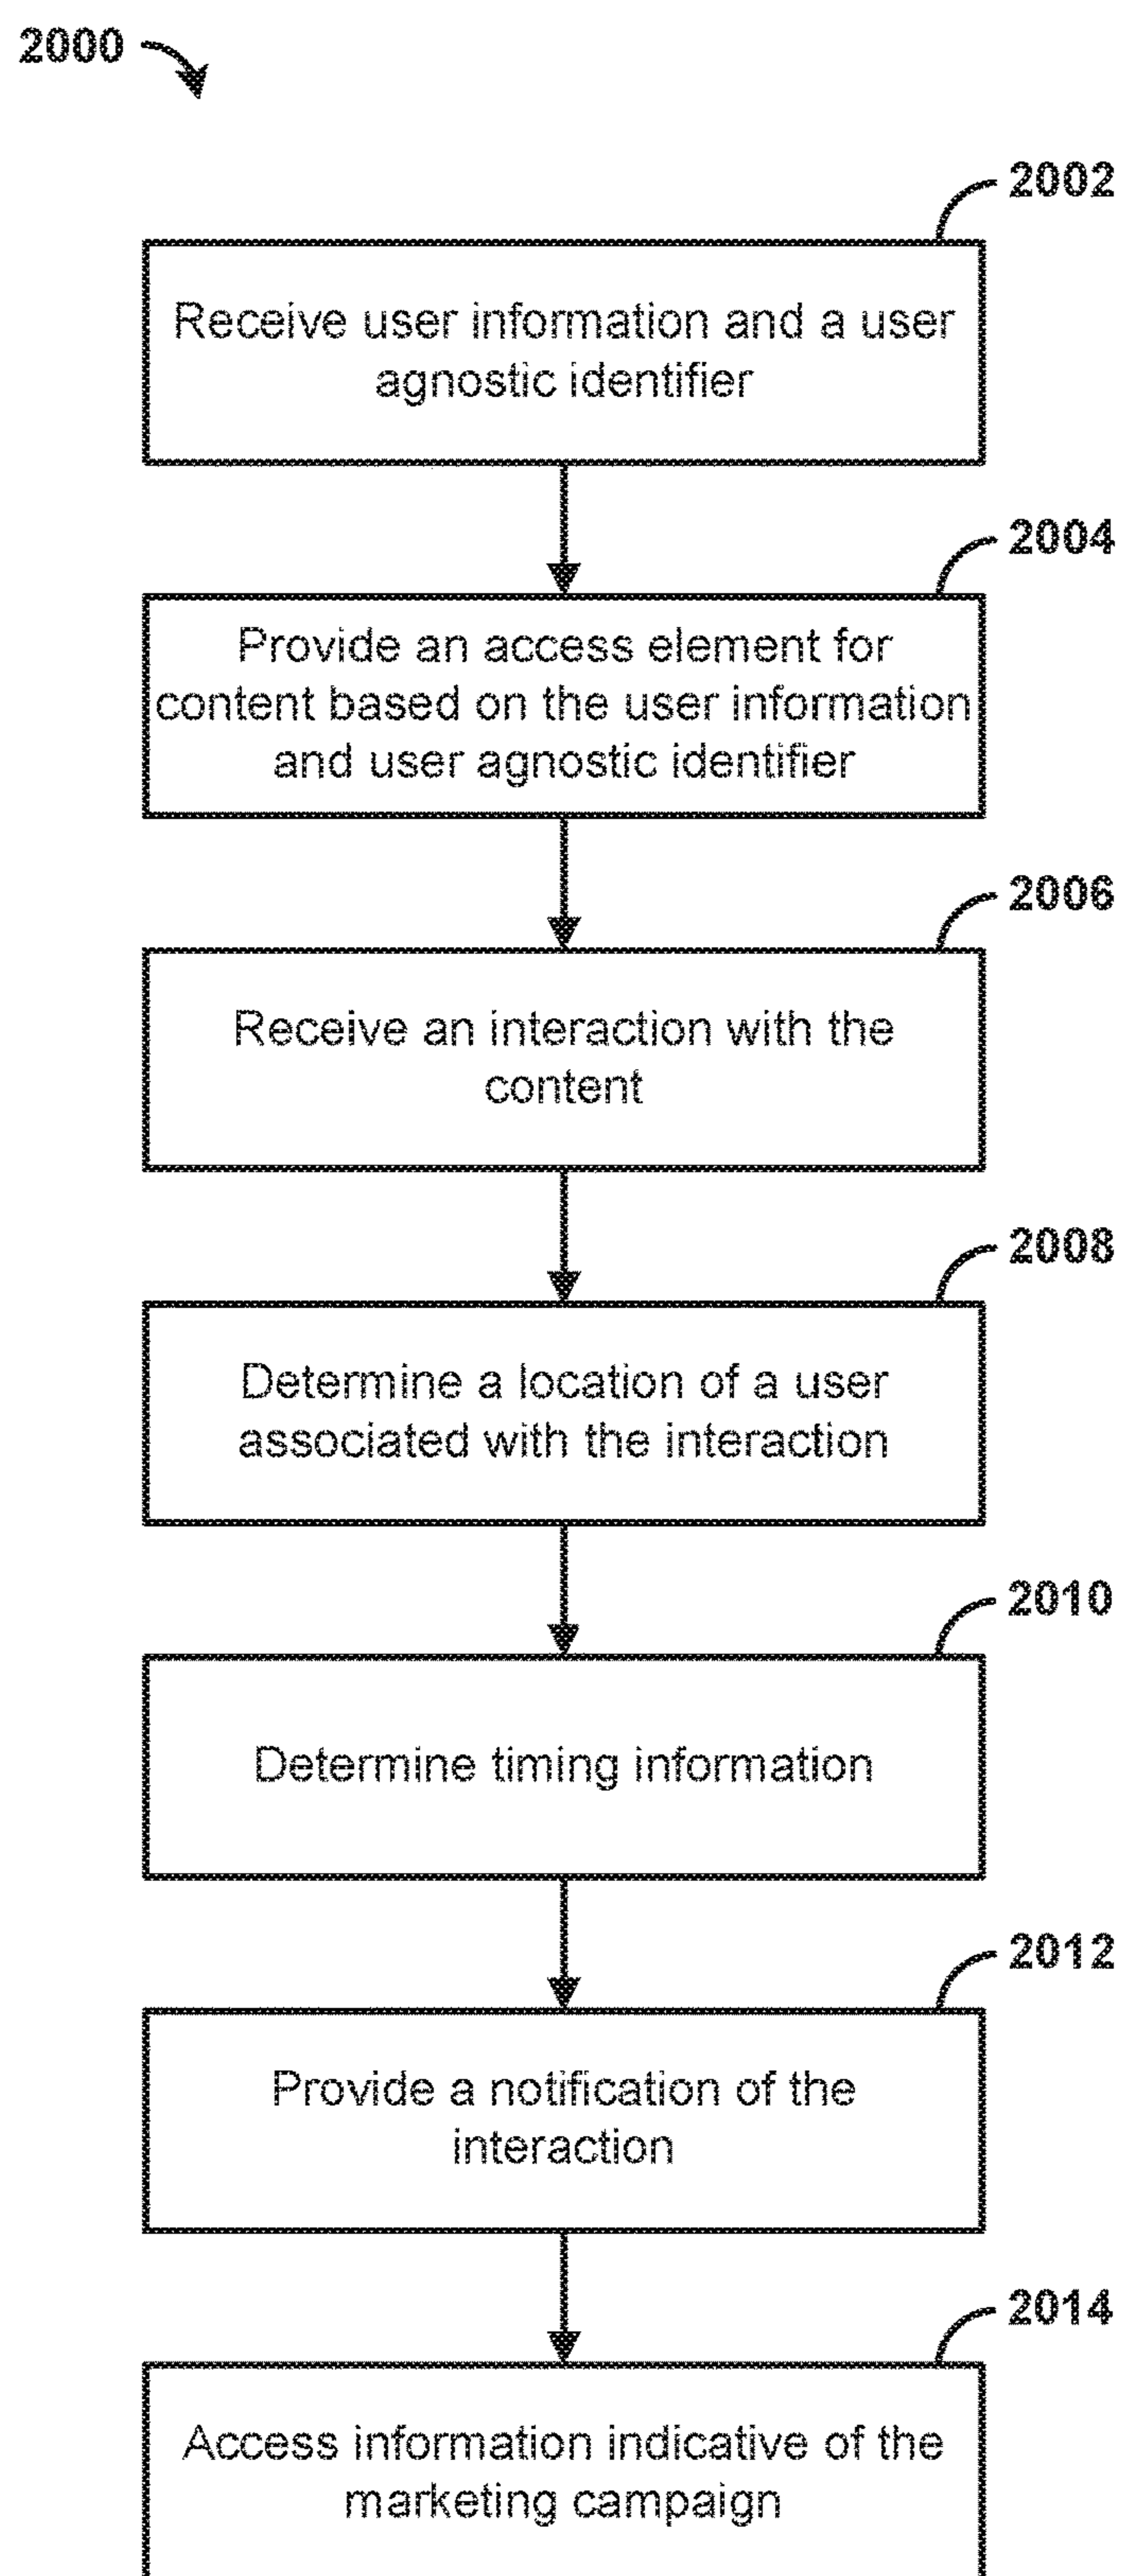 2000
2002
Receive user information and a user
agnostic identifier
2004
Provide an access element for
content based on the user information
and user agnostic identifier
2006
Receive an interaction with the
content
2008
Determine a location of a user
associated with the interaction
2010
Determine timing information
2012
Provide a notification of the
interaction
2014
Access information indicative of the
marketing campaign